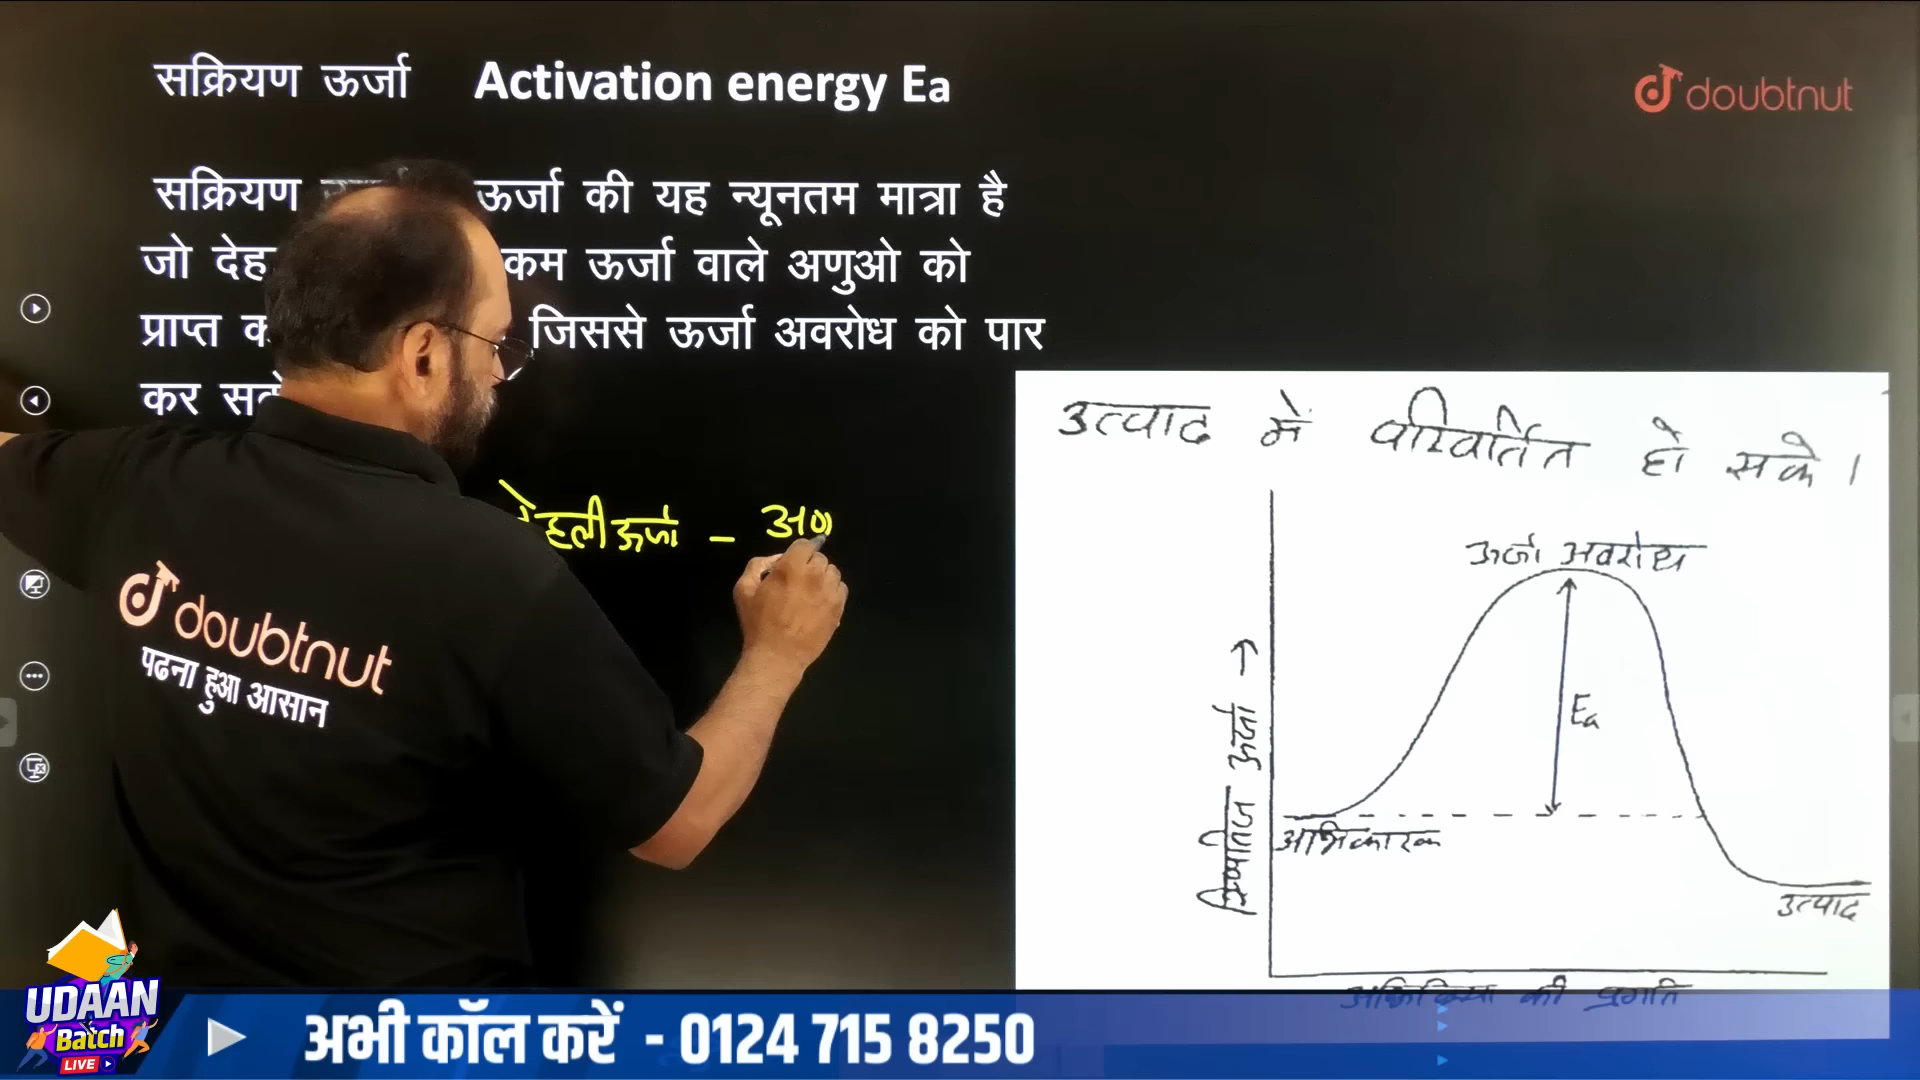 सक्रियण ऊर्जा Activation energy Ea
doubtnut
सक्रियण ऊर्जा की यह न्यूनतम मात्रा है
जो कम ऊर्जा वाले अणुओ को
प्राप्त जिससे ऊर्जा अवरोध को पार
कर
उत्पाद में परिवर्तित हो सके।
ऊर्जा अवरोध
हली ऊर्जा -
स्थितिज ऊर्जा →
Ea
अभिकारक
उत्पाद
अभिक्रिया की प्रगति
doubtnut
पढना हुआ आसान
UDAAN
Batch
LIVE
अभी कॉल करें - 0124 715 8250